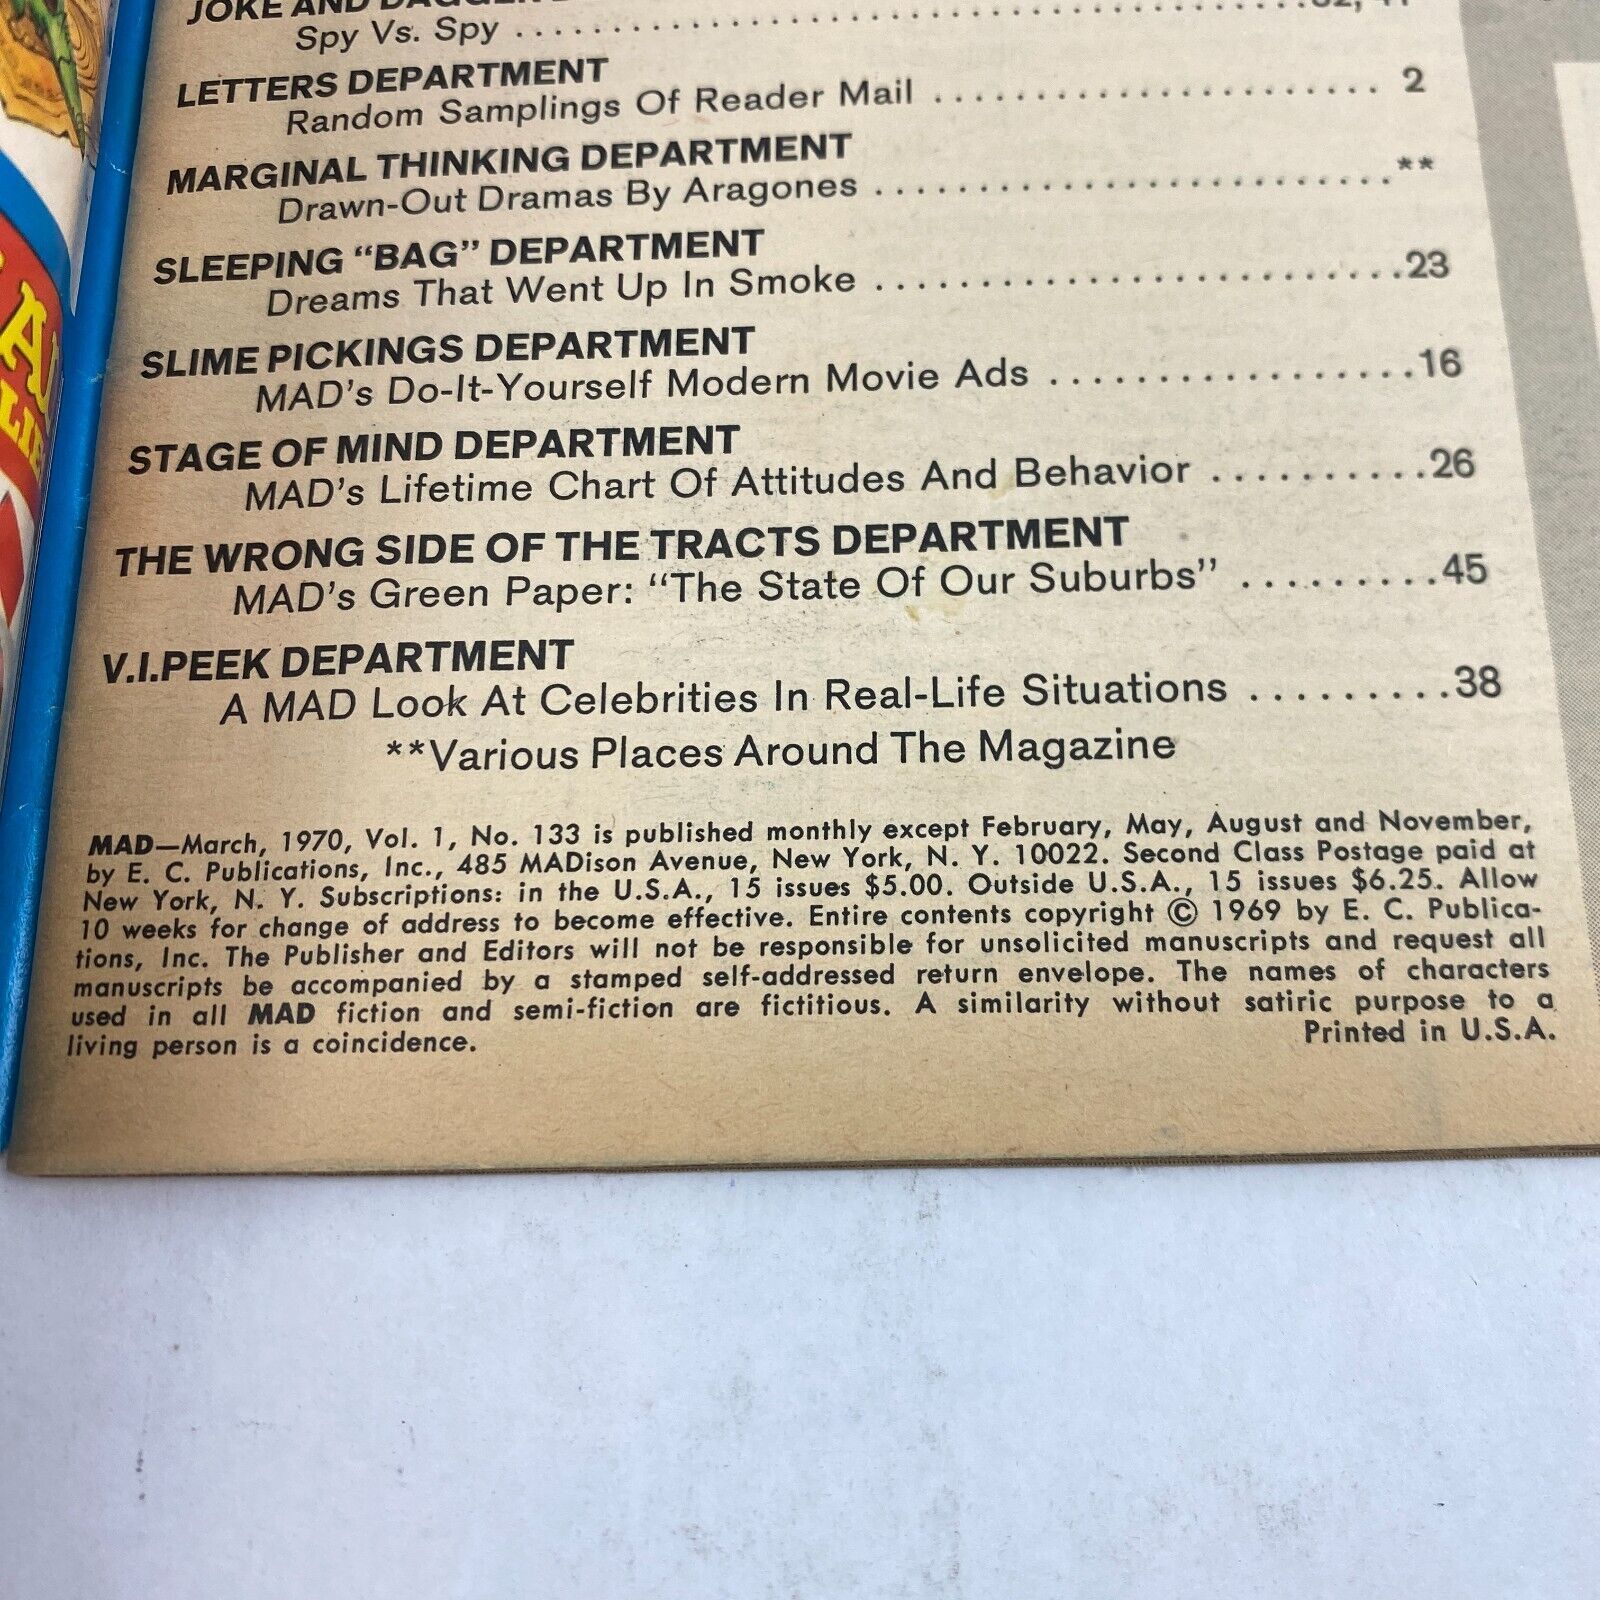 JOKE AND DAGGER
Spy Vs. Spy ........................................ 32, 41
LETTERS DEPARTMENT
Random Samplings Of Reader Mail ....................... 2
MARGINAL THINKING DEPARTMENT
Drawn-Out Dramas By Aragones ...........................**
SLEEPING “BAG” DEPARTMENT
Dreams That Went Up In Smoke ..........................23
SLIME PICKINGS DEPARTMENT
MAD’s Do-It-Yourself Modern Movie Ads .................16
STAGE OF MIND DEPARTMENT
MAD’s Lifetime Chart Of Attitudes And Behavior ..........26
THE WRONG SIDE OF THE TRACTS DEPARTMENT
MAD’s Green Paper: “The State Of Our Suburbs” .........45
V.I.PEEK DEPARTMENT
A MAD Look At Celebrities In Real-Life Situations .........38
**Various Places Around The Magazine
MAD—March, 1970, Vol. 1, No. 133 is published monthly except February, May, August and November,
by E. C. Publications, Inc., 485 MADison Avenue, New York, N. Y. 10022. Second Class Postage paid at
New York, N. Y. Subscriptions: in the U.S.A., 15 issues $5.00. Outside U.S.A., 15 issues $6.25. Allow
10 weeks for change of address to become effective. Entire contents copyright © 1969 by E. C. Publica-
tions, Inc. The Publisher and Editors will not be responsible for unsolicited manuscripts and request all
manuscripts be accompanied by a stamped self-addressed return envelope. The names of characters
used in all MAD fiction and semi-fiction are fictitious. A similarity without satiric purpose to a
living person is a coincidence. Printed in U.S.A.